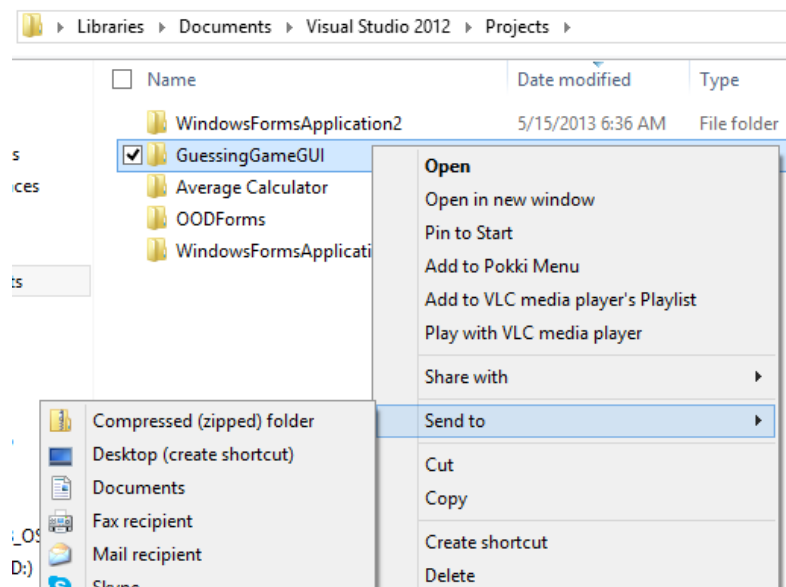 Libraries Documents Visual Studio 2012 Projects
Name Date modified Type
WindowsFormsApplication2 5/15/2013 6:36 AM File folder
GuessingGameGUI
Average Calculator
OODForms
WindowsFormsApplicati
s
ces
ts
Open
Open in new window
Pin to Start
Add to Pokki Menu
Add to VLC media player's Playlist
Play with VLC media player
Share with
Send to
Cut
Copy
Create shortcut
Delete
Compressed (zipped) folder
Desktop (create shortcut)
Documents
Fax recipient
Mail recipient
Skype
_OS
D:)